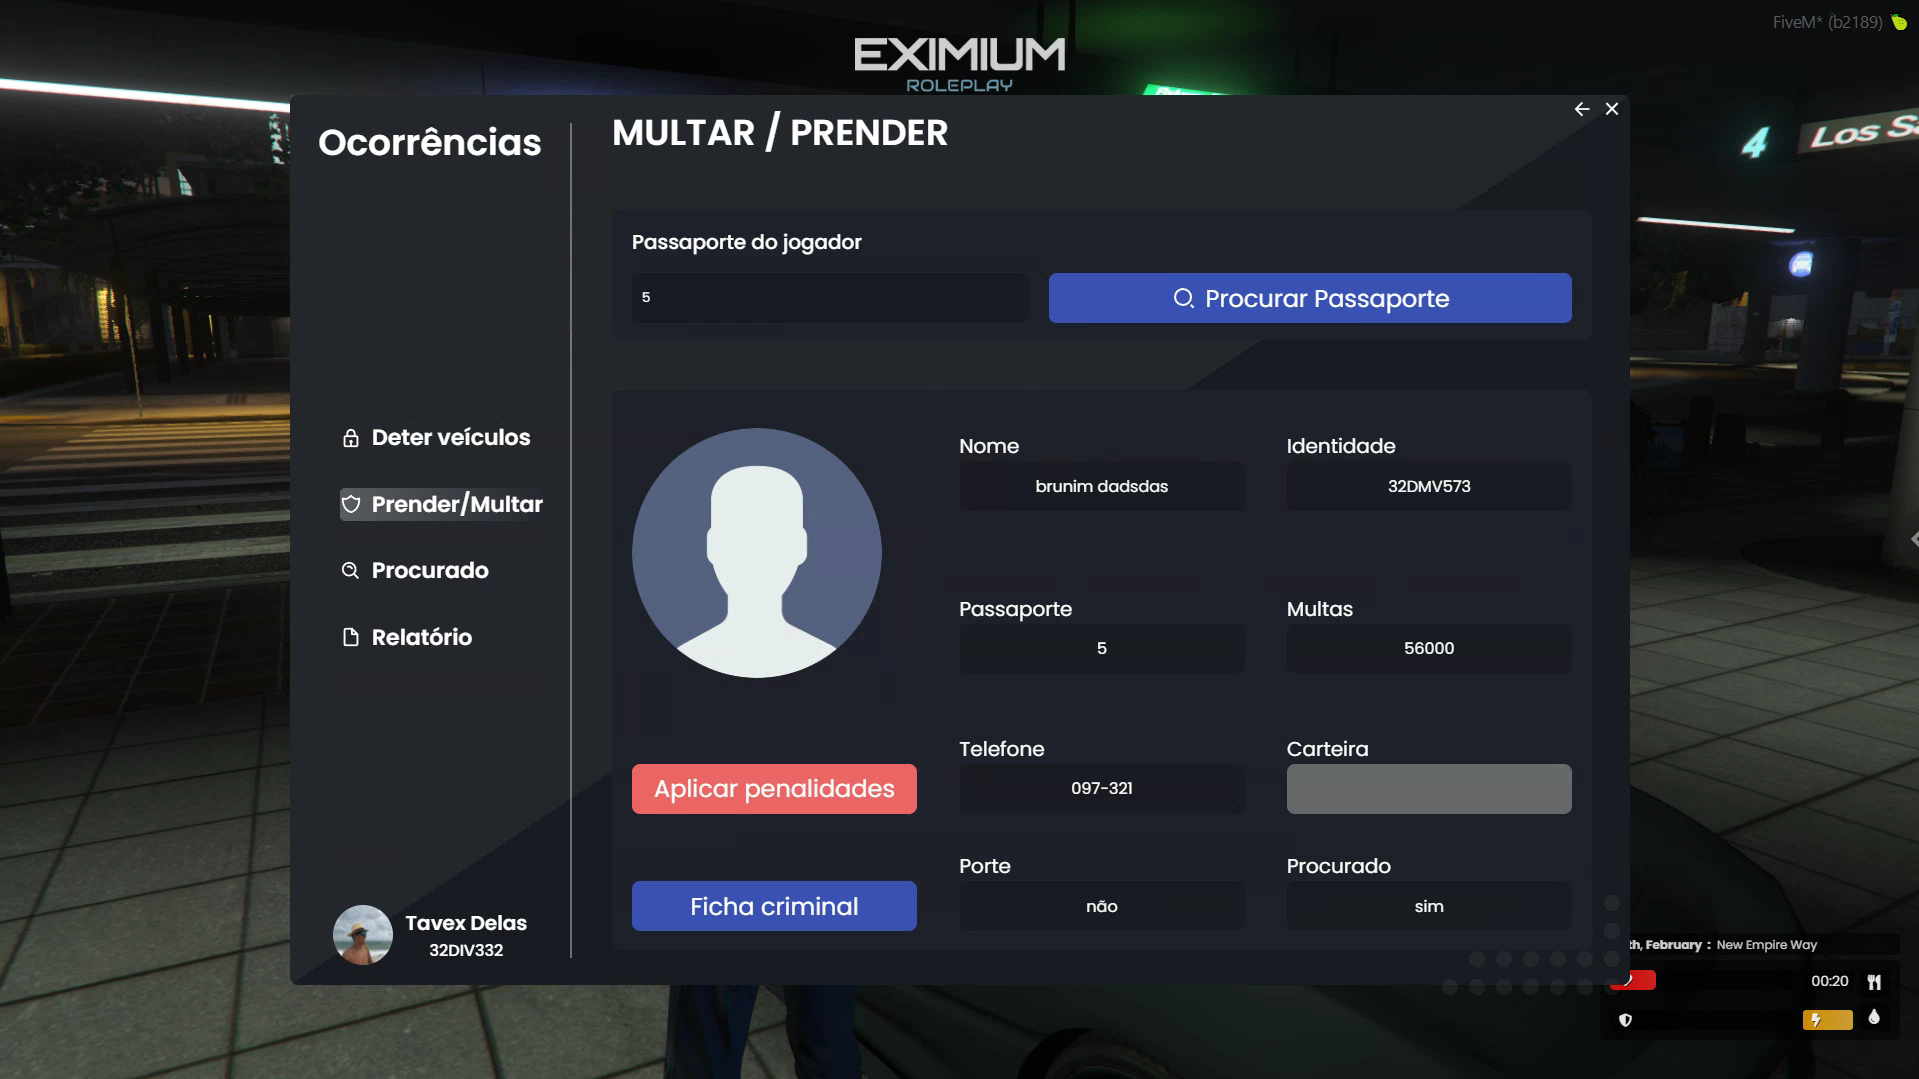 FiveM* (b2189)
EXIMIUM
ROLEPLAY
4
Ocorrências
MULTAR / PRENDER
Passaporte do jogador
5
Procurar Passaporte
Deter veículos
Prender/Multar
Procurado
Relatório
Nome
Identidade
brunim dadsdas
32DMV573
Passaporte
Multas
5
56000
Telefone
Carteira
Aplicar penalidades
097-321
Porte
Procurado
Ficha criminal
não
sim
Tavex Delas
32DIV332
th, February : New Empire Way
00:20